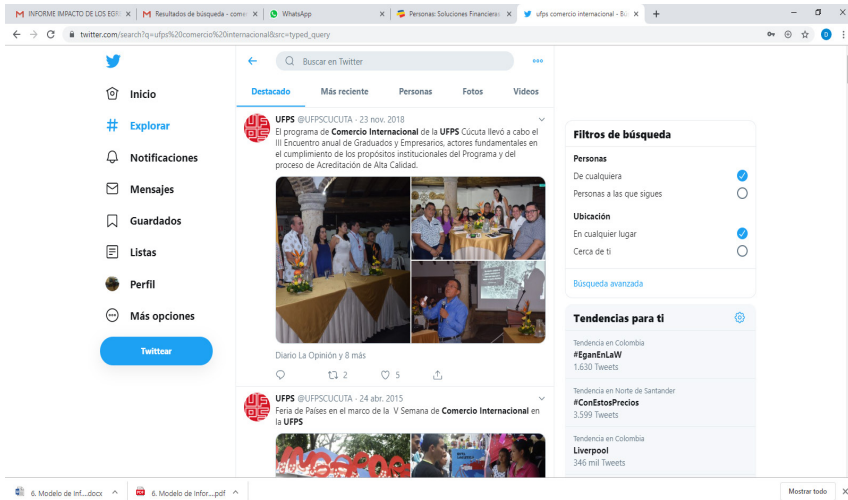 INFORME IMPACTO DE LOS EGR
Resultados de búsqueda - comer
WhatsApp
Personas: Soluciones Financieras
ufps comercio internacional - Bú
twitter.com/search?q=ufps%20comercio%20internacional&src=typed_query
Inicio
Explorar
Notificaciones
Mensajes
Guardados
Listas
Perfil
Más opciones
Twittear
Buscar en Twitter
Destacado
Más reciente
Personas
Fotos
Videos
UFPS @UFPSCUCUTA · 23 nov. 2018
El programa de Comercio Internacional de la UFPS Cúcuta llevó a cabo el
III Encuentro anual de Graduados y Empresarios, actores fundamentales en
el cumplimiento de los propósitos institucionales del Programa y del
proceso de Acreditación de Alta Calidad.
Diario La Opinión y 8 más
2
5
UFPS @UFPSCUCUTA · 24 abr. 2015
Feria de Países en el marco de la V Semana de Comercio Internacional en
la UFPS
Filtros de búsqueda
Personas
De cualquiera
Personas a las que sigues
Ubicación
En cualquier lugar
Cerca de ti
Búsqueda avanzada
Tendencias para ti
Tendencia en Colombia
#EganEnLaW
1.630 Tweets
Tendencia en Norte de Santander
#ConEstosPrecios
3.599 Tweets
Tendencia en Colombia
Liverpool
346 mil Tweets
6. Modelo de Inf....docx
6. Modelo de Infor....pdf
Mostrar todo